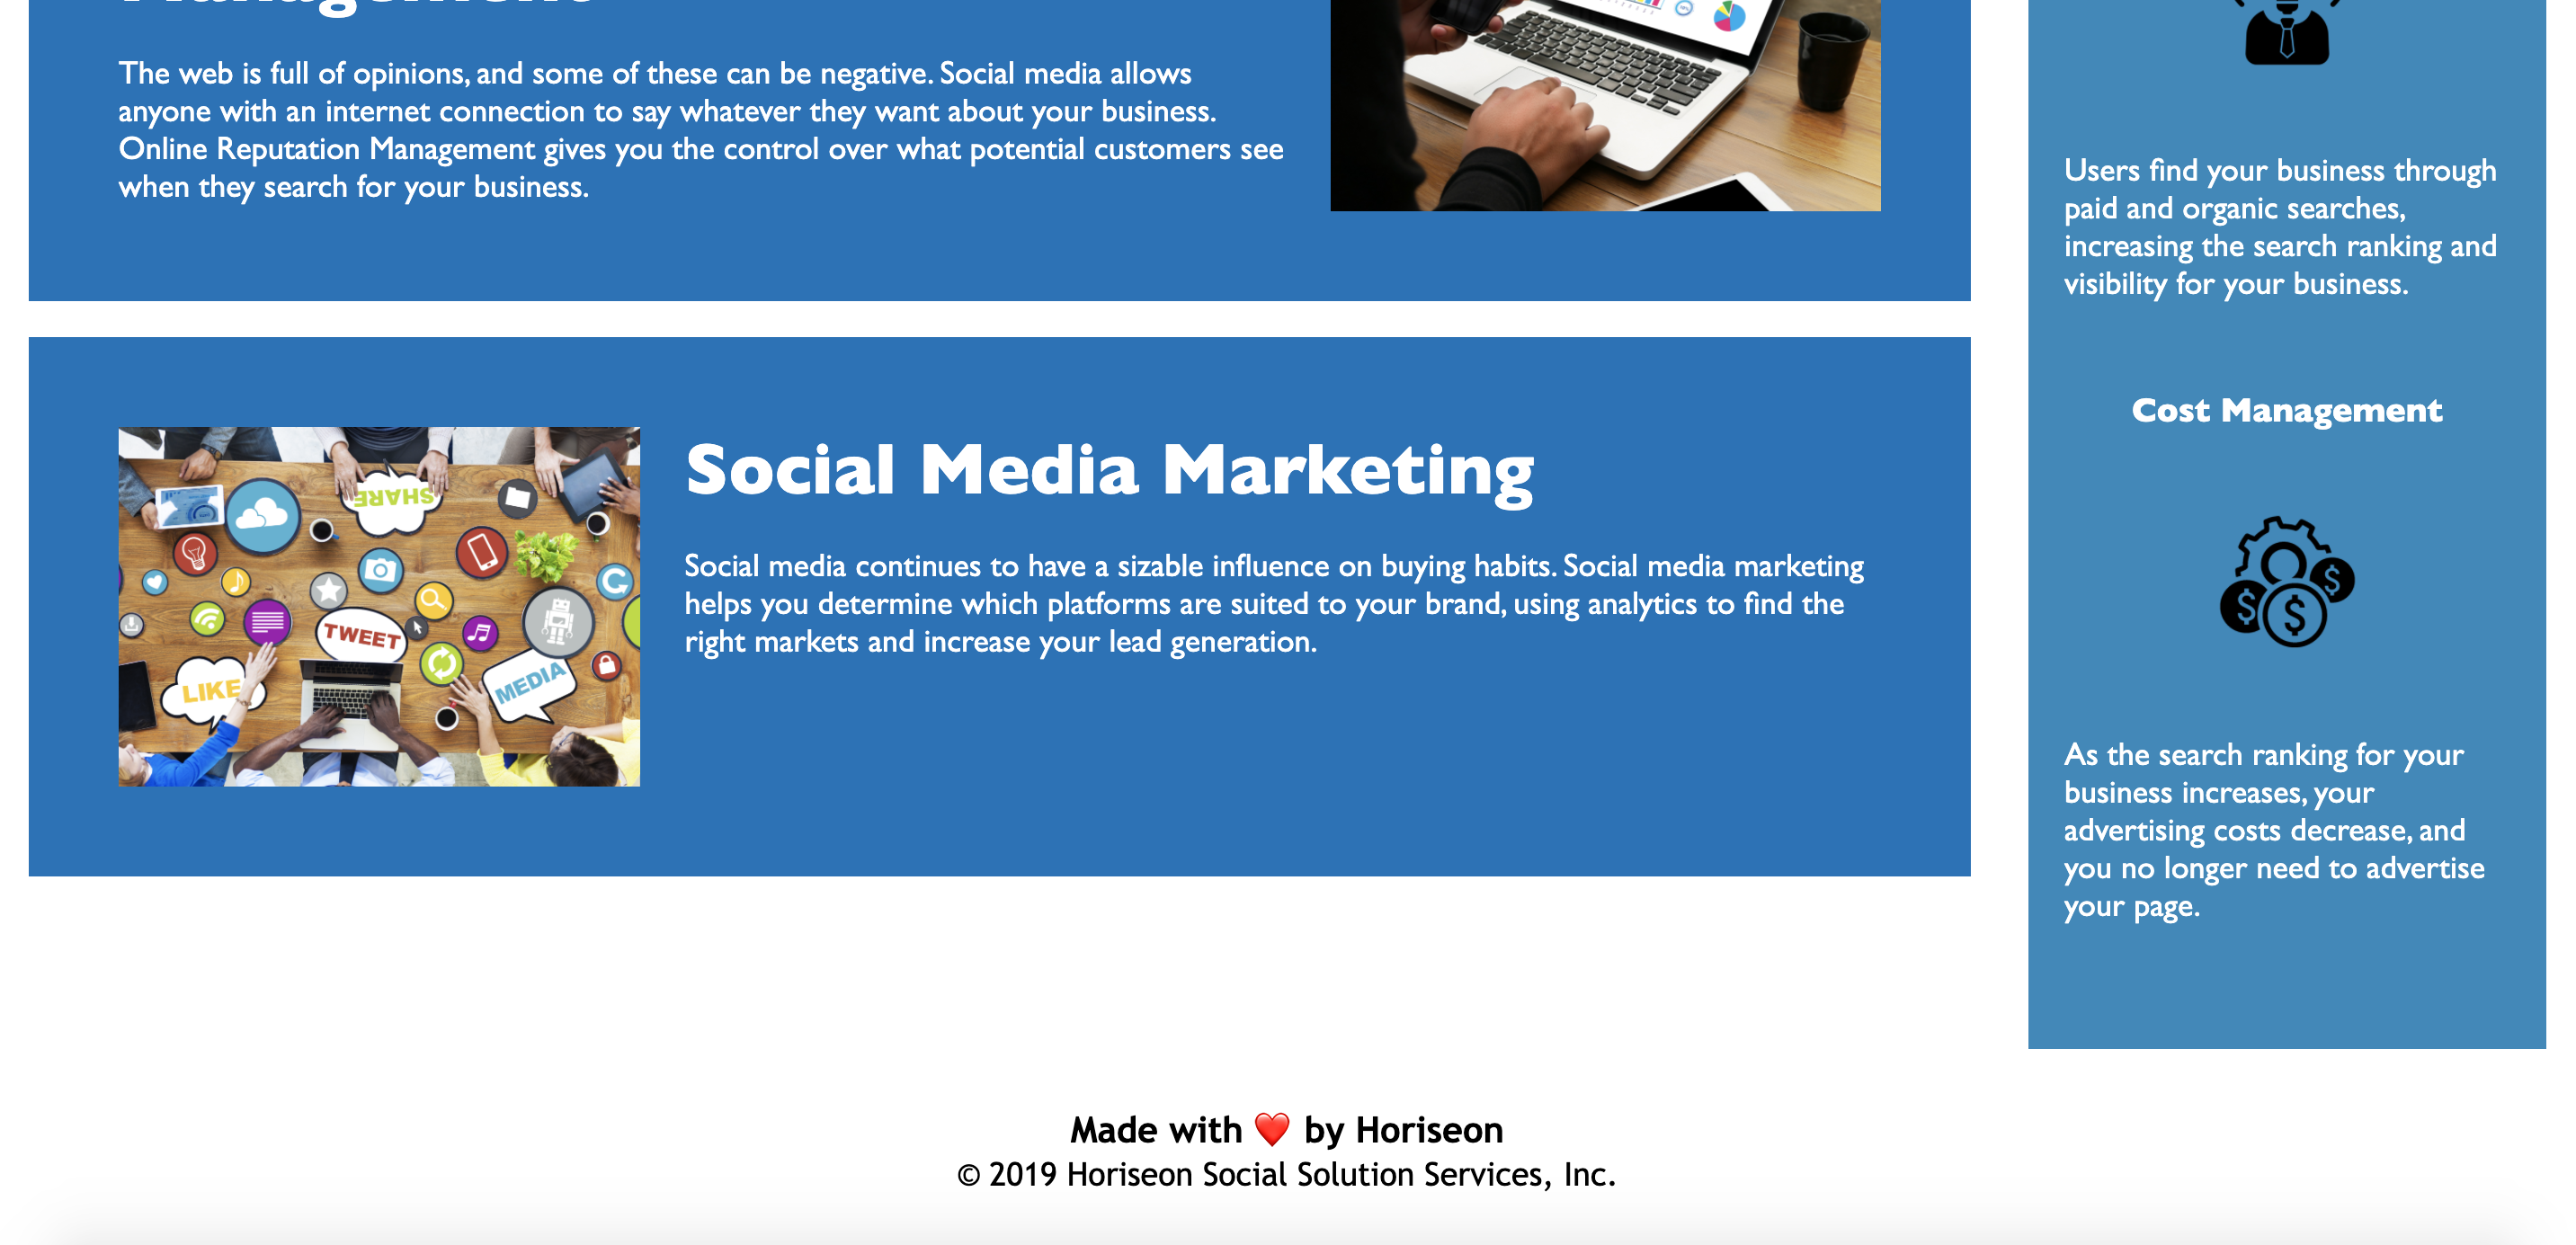 Management
The web is full of opinions, and some of these can be negative. Social media allows
anyone with an internet connection to say whatever they want about your business.
Online Reputation Management gives you the control over what potential customers see
when they search for your business.
SHARE
TWEET
LIKE
MEDIA
Social Media Marketing
Social media continues to have a sizable influence on buying habits. Social media marketing
helps you determine which platforms are suited to your brand, using analytics to find the
right markets and increase your lead generation.
Users find your business through
paid and organic searches,
increasing the search ranking and
visibility for your business.
Cost Management
As the search ranking for your
business increases, your
advertising costs decrease, and
you no longer need to advertise
your page.
Made with ❤️ by Horiseon
© 2019 Horiseon Social Solution Services, Inc.